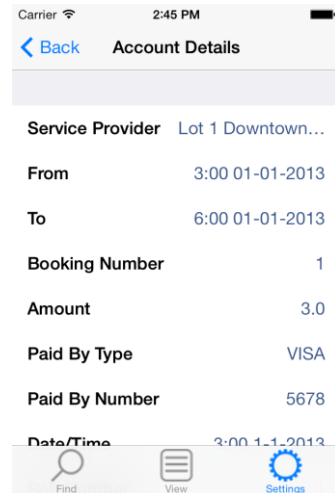 Carrier 2:45 PM
Back Account Details
Service Provider Lot 1 Downtown...
From 3:00 01-01-2013
To 6:00 01-01-2013
Booking Number 1
Amount 3.0
Paid By Type VISA
Paid By Number 5678
Date/Time 3:00 1-1-2013
Find View Settings